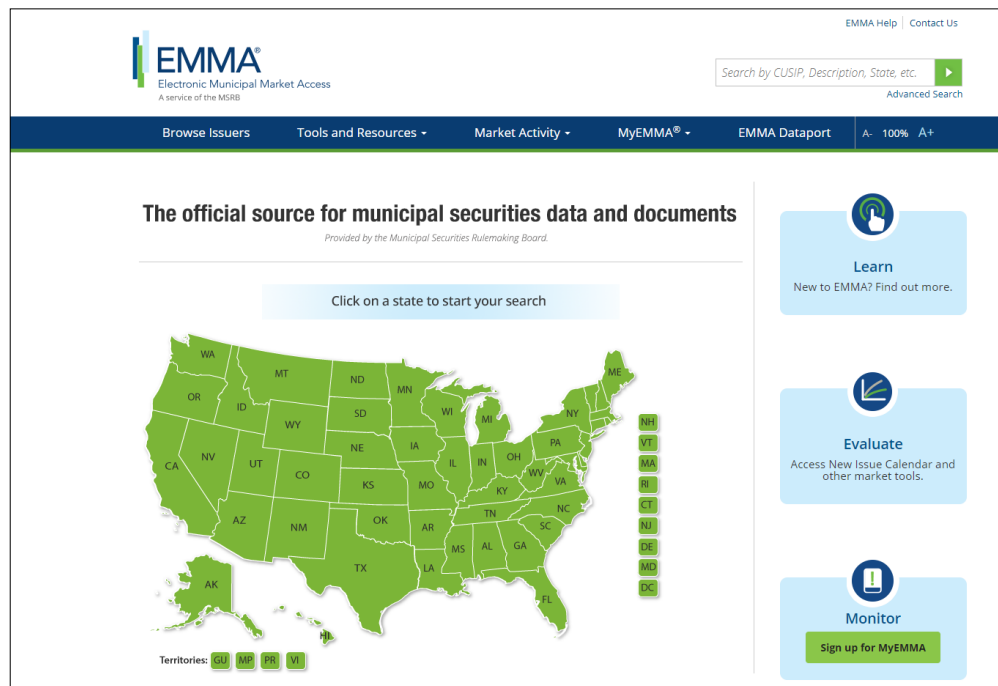 EMMA Help
Contact Us
EMMA®
Electronic Municipal Market Access
A service of the MSRB
Search by CUSIP, Description, State, etc.
Advanced Search
Browse Issuers
Tools and Resources
Market Activity
MyEMMA®
EMMA Dataport
A- 100% A+
The official source for municipal securities data and documents
Provided by the Municipal Securities Rulemaking Board.
Click on a state to start your search
WA
MT
ND
MN
ME
OR
ID
SD
WI
MI
NY
WY
NH
NE
IA
PA
VT
NV
UT
CO
IL
IN
OH
MA
CA
KS
MO
WV
VA
RI
KY
CT
AZ
NM
OK
AR
TN
NC
NJ
SC
MS
AL
GA
DE
TX
LA
MD
AK
FL
DC
HI
Territories: GU MP PR VI
Learn
New to EMMA? Find out more.
Evaluate
Access New Issue Calendar and
other market tools.
Monitor
Sign up for MyEMMA